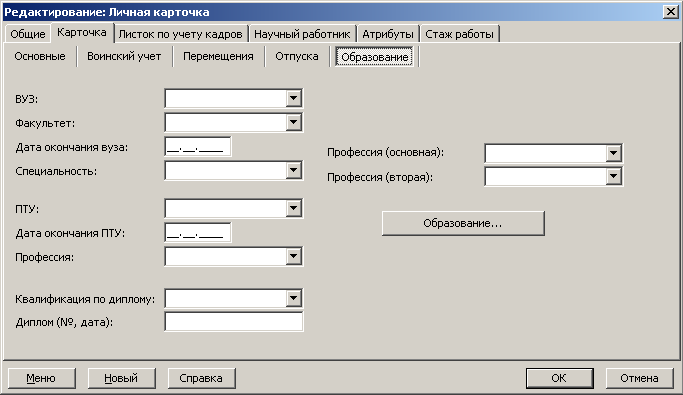 Редактирование: Личная карточка
Общие Карточка Листок по учету кадров Научный работник Атрибуты Стаж работы
Основные Воинский учет Перемещения Отпуска Образование
ВУЗ:
Факультет:
Дата окончания вуза: __.__.____
Специальность:
Профессия (основная):
Профессия (вторая):
ПТУ:
Дата окончания ПТУ: __.__.____
Профессия:
Образование...
Квалификация по диплому:
Диплом (№, дата):
Меню Новый Справка OK Отмена